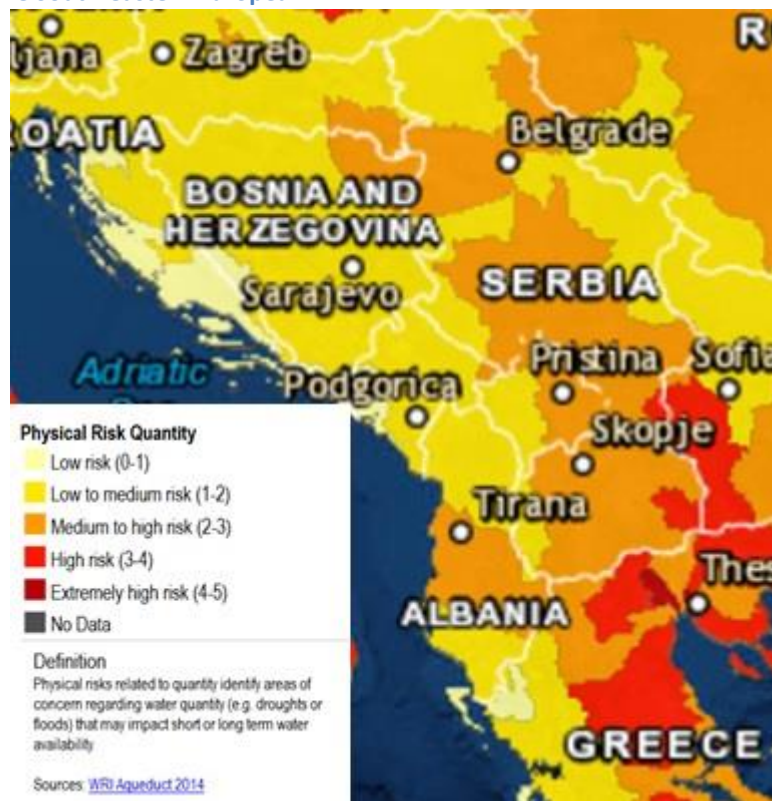 ljana
Zagreb
R
OATIA
Belgrade
BOSNIA AND
HERZEGOVINA
Sarajevo
SERBIA
Adriatic
Podgorica
Pristina
Sofia
Skopje
Tirana
Thes
ALBANIA
GREECE
Physical Risk Quantity
Low risk (0-1)
Low to medium risk (1-2)
Medium to high risk (2-3)
High risk (3-4)
Extremely high risk (4-5)
No Data
Definition
Physical risks related to quantity identify areas of
concern regarding water quantity (e.g. droughts or
floods) that may impact short or long term water
availability
Sources: WRI Aqueduct 2014